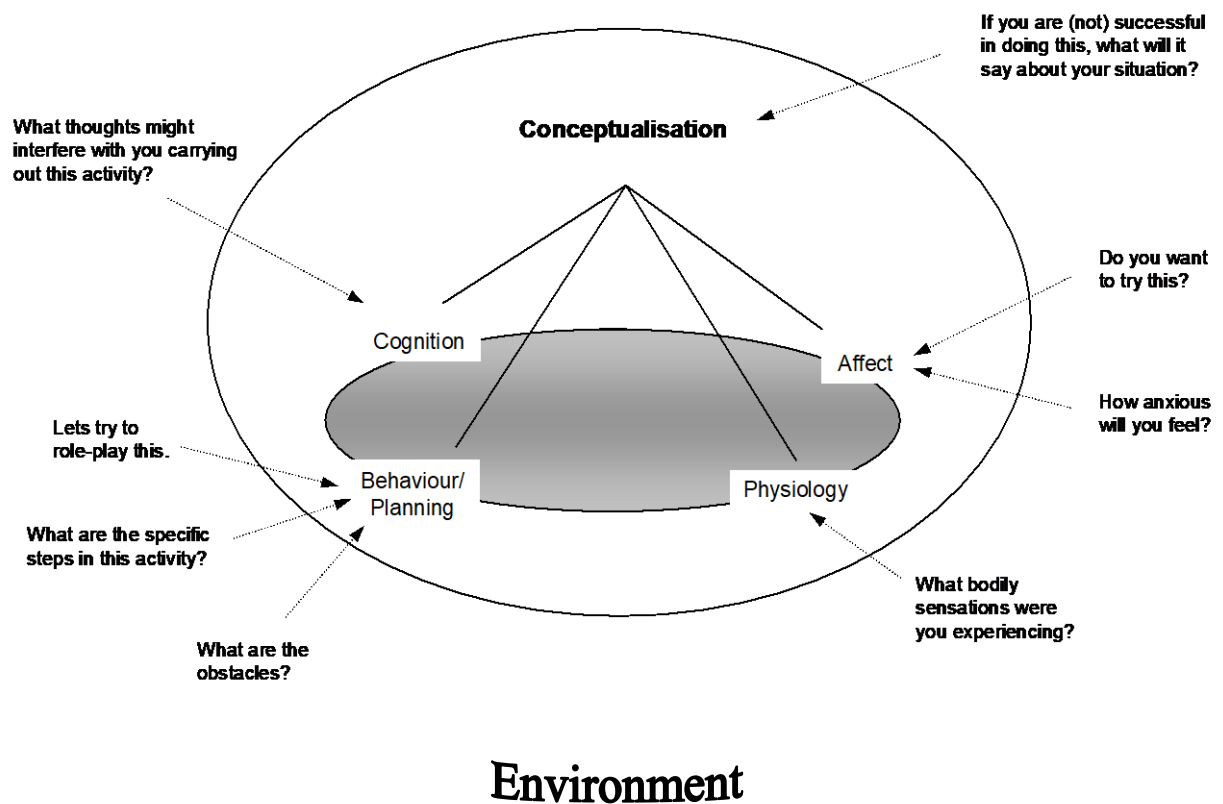 If you are (not) successful
in doing this, what will it
say about your situation?
Conceptualisation
What thoughts might
interfere with you carrying
out this activity?
Do you want
to try this?
Cognition
Affect
How anxious
will you feel?
Lets try to
role-play this.
Behaviour/
Planning
Physiology
What are the specific
steps in this activity?
What bodily
sensations were
you experiencing?
What are the
obstacles?
Environment